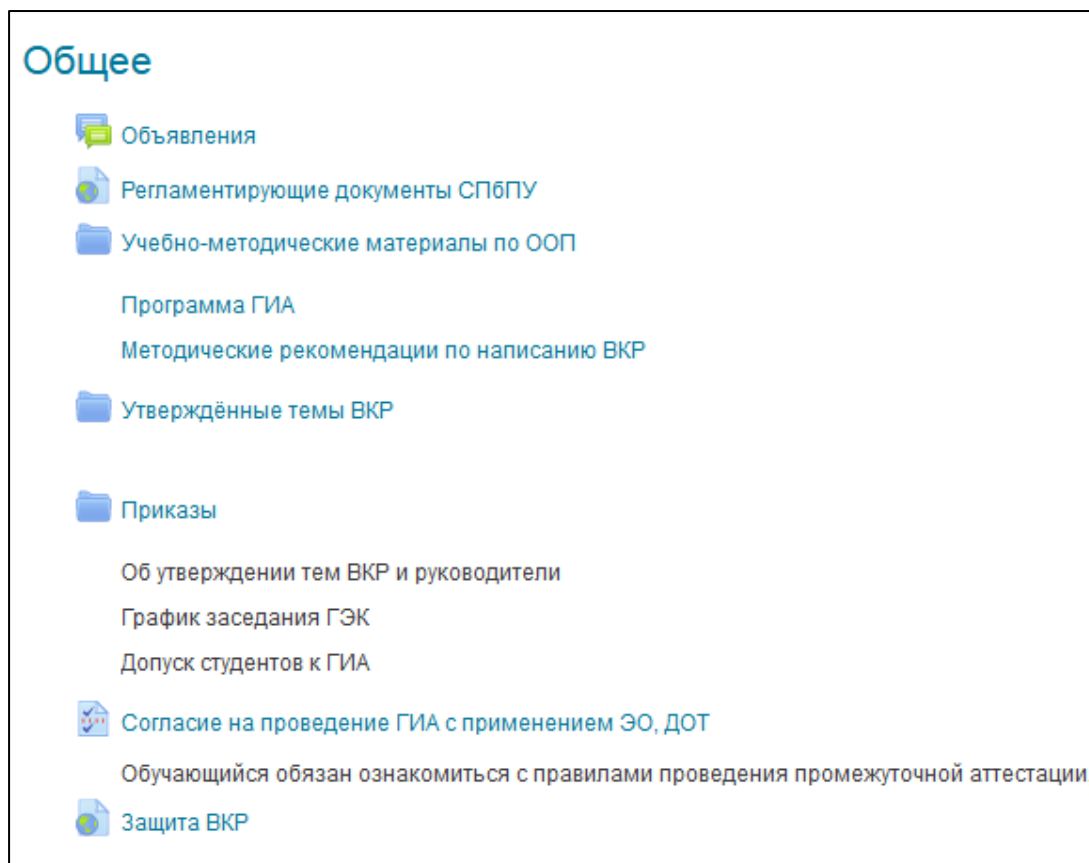 Общее
Объявления
Регламентирующие документы СПбПУ
Учебно-методические материалы по ООП
Программа ГИА
Методические рекомендации по написанию ВКР
Утверждённые темы ВКР
Приказы
Об утверждении тем ВКР и руководители
График заседания ГЭК
Допуск студентов к ГИА
Согласие на проведение ГИА с применением ЭО, ДОТ
Обучающийся обязан ознакомиться с правилами проведения промежуточной аттестации
Защита ВКР